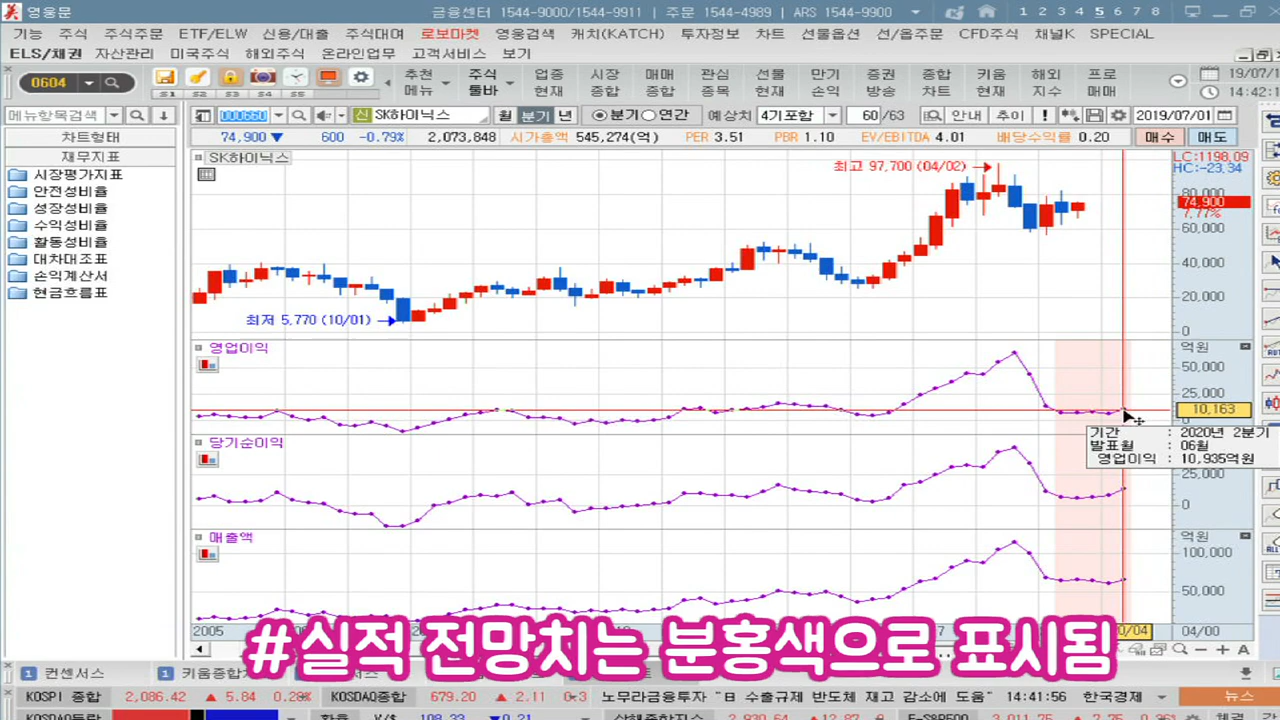 영웅문 금융센터 1544-9000/1544-9911 | 주문 1544-4989 | ARS 1544-9900 1 2 3 4 5 6 7 8
기능 주식 주식주문 ETF/ELW 신용/대출 주식대여 로보마켓 영웅검색 캐치(KATCH) 투자정보 차트 선물옵션 선/옵주문 CFD주식 채널K SPECIAL
ELS/채권 자산관리 미국주식 해외주식 온라인업무 고객서비스 보기
0604 S1 S2 S3 S4 S5 추천메뉴 주식툴바 업종현재 시장종합 매매종합 관심종목 선물현재 만기손익 증권방송 종합차트 키움현재 해외지수 프로매매 19/07/1
14:42:1
메뉴항목검색 000660 신 SK하이닉스 월 분기 년 분기 연간 예상치 4기포함 60 /63 안내 추이 2019/07/01
차트형태 74,900 ▼ 600 -0.79% 2,073,848 시가총액 545,274(억) PER 3.51 PBR 1.10 EV/EBITDA 4.01 배당수익률 0.20 매수 매도
재무지표
시장평가지표
안전성비율
성장성비율
수익성비율
활동성비율
대차대조표
손익계산서
현금흐름표
SK하이닉스
최고 97,700 (04/02)
최저 5,770 (10/01)
LC:1198.09
HC:-23.34
80,000
74,900
7.77%
60,000
40,000
20,000
0
영업이익
억원
50,000
25,000
10,163
기간 : 2020년 2분기
발표월 : 06월
영업이익 : 10,935억원
당기순이익
25,000
0
매출액
억원
100,000
50,000
2005 04/00
#실적 전망치는 분홍색으로 표시됨
1 컨센서스 1 키움종합
KOSPI 종합 2,086.42 ▲ 5.84 KOSDAQ종합 679.20 ▲ 2.11 노무라금융투자 "日 수출규제 반도체 재고 감소에 도움" 14:41:56 한국경제 뉴스